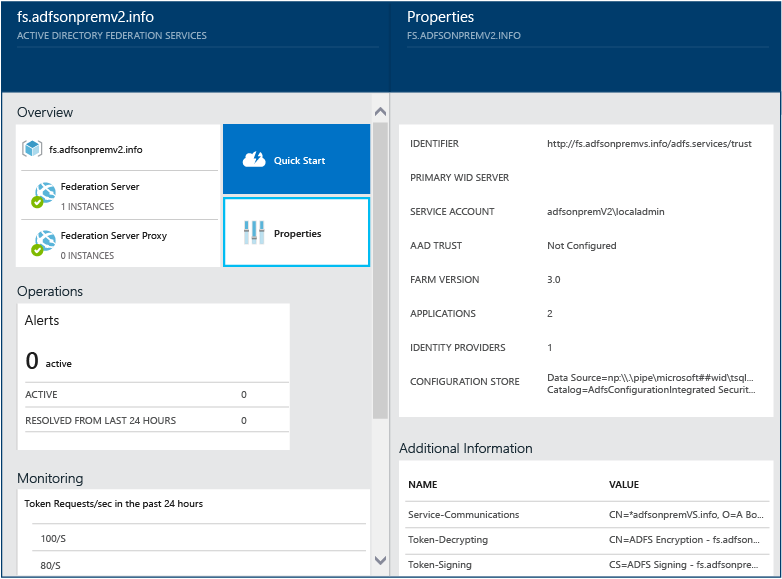 fs.adfsonpremv2.info
ACTIVE DIRECTORY FEDERATION SERVICES
Overview
fs.adfsonpremv2.info
Federation Server
1 INSTANCES
Federation Server Proxy
0 INSTANCES
Quick Start
Properties
Operations
Alerts
0 active
ACTIVE 0
RESOLVED FROM LAST 24 HOURS 0
Monitoring
Token Requests/sec in the past 24 hours
100/S
80/S
Properties
FS.ADFSONPREMV2.INFO
IDENTIFIER http://fs.adfsonpremvs.info/adfs.services/trust
PRIMARY WID SERVER
SERVICE ACCOUNT adfsonpremV2\localadmin
AAD TRUST Not Configured
FARM VERSION 3.0
APPLICATIONS 2
IDENTITY PROVIDERS 1
CONFIGURATION STORE Data Source=np:\\.\pipe\microsoft##wid\tsql...
Catalog=AdfsConfigurationIntegrated Securit...
Additional Information
NAME VALUE
Service-Communications CN=*adfsonpremVS.info, O=A Bo...
Token-Decrypting CN=ADFS Encryption - fs.adfson...
Token-Signing CS=ADFS Signing - fs.adfsonpre...